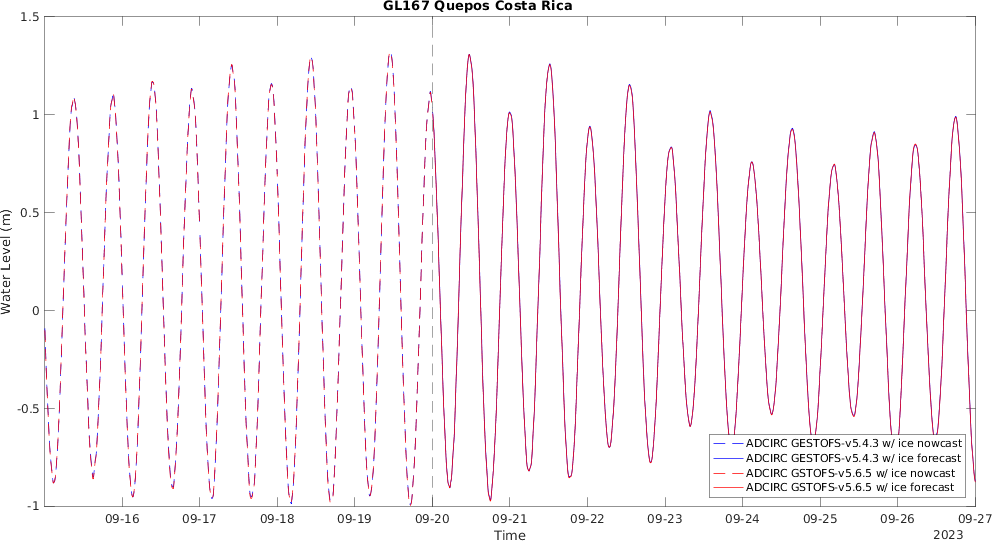 GL167 Quepos Costa Rica
1.5
1
0.5
0
-0.5
-1
Water Level (m)
09-16 09-17 09-18 09-19 09-20 09-21 09-22 09-23 09-24 09-25 09-26 09-27
Time
2023
ADCIRC GESTOFS-v5.4.3 w/ ice nowcast
ADCIRC GESTOFS-v5.4.3 w/ ice forecast
ADCIRC GSTOFS-v5.6.5 w/ ice nowcast
ADCIRC GSTOFS-v5.6.5 w/ ice forecast